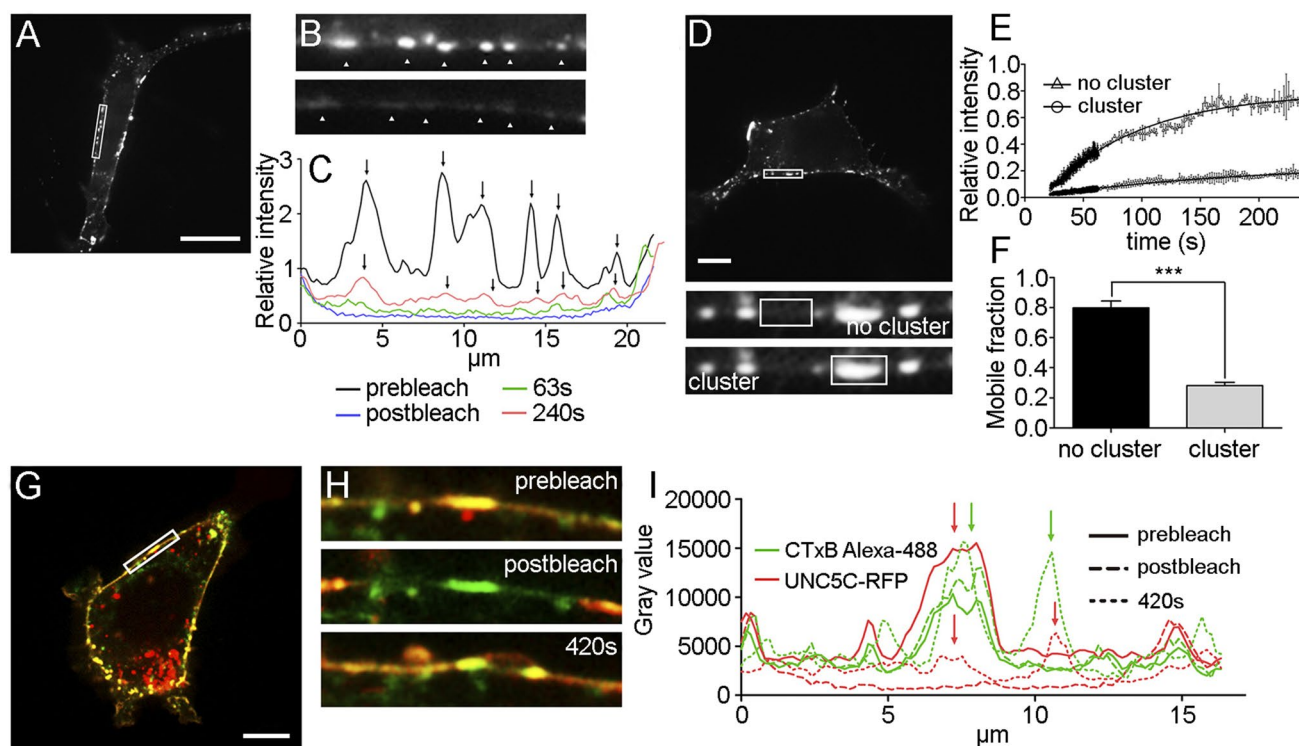 A
B
C
Relative intensity
3
2
1
0
0
5
10
15
20
µm
prebleach
postbleach
63s
240s
D
no cluster
cluster
E
Relative intensity
no cluster
cluster
1.0
0.8
0.6
0.4
0.2
0.0
0
50
100
150
200
time (s)
F
Mobile fraction
***
1.0
0.8
0.6
0.4
0.2
0.0
no cluster
cluster
G
H
prebleach
postbleach
420s
I
Gray value
20000
15000
10000
5000
0
0
5
10
15
µm
CTxB Alexa-488
UNC5C-RFP
prebleach
postbleach
420s